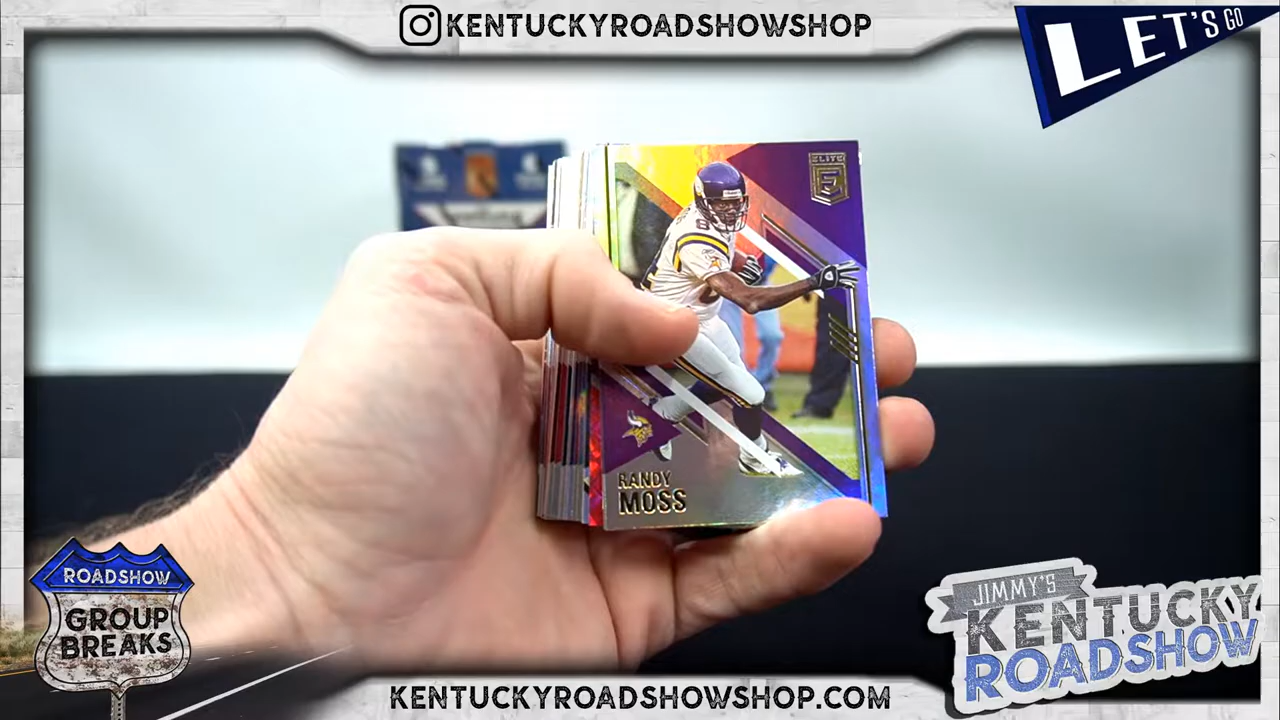 KENTUCKYROADSHOWSHOP
LET'S GO
ELITE
E
RANDY
MOSS
ROADSHOW
GROUP
BREAKS
JIMMY'S
KENTUCKY
ROADSHOW
KENTUCKYROADSHOWSHOP.COM